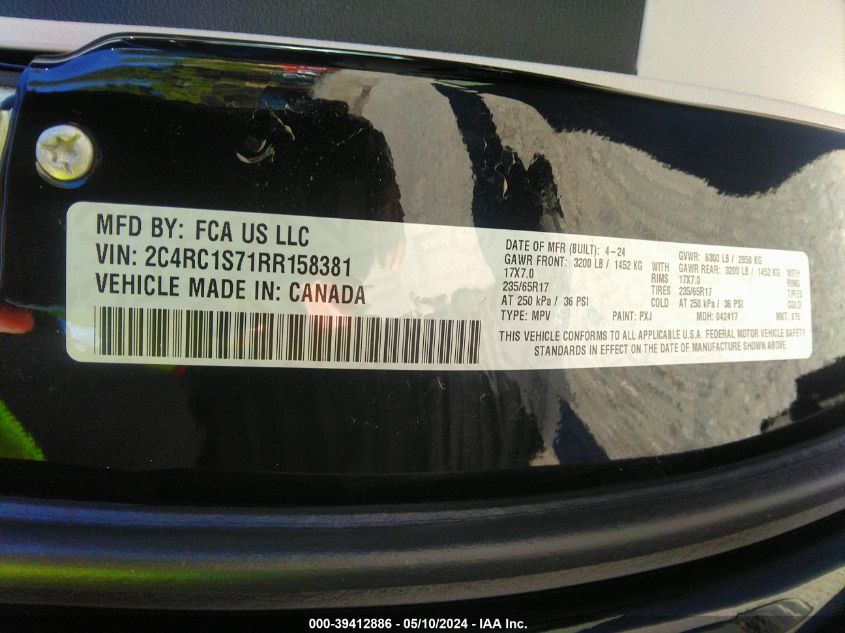 MFD BY: FCA US LLC
VIN: 2C4RC1S71RR158381
VEHICLE MADE IN: CANADA
DATE OF MFR (BUILT): 4-24 GVWR: 6300 LB / 2858 KG
GAWR FRONT: 3200 LB / 1452 KG WITH GAWR REAR: 3200 LB / 1452 KG WITH
17X7.0 RIMS 17X7.0 RIMS
235/65R17 TIRES 235/65R17 TIRES
AT 250 kPa / 36 PSI COLD AT 250 kPa / 36 PSI COLD
TYPE: MPV PAINT: PXJ MDH: 042417 MKT:
THIS VEHICLE CONFORMS TO ALL APPLICABLE U.S.A. FEDERAL MOTOR VEHICLE SAFETY
STANDARDS IN EFFECT ON THE DATE OF MANUFACTURE SHOWN ABOVE.
000-39412886 - 05/10/2024 - IAA Inc.